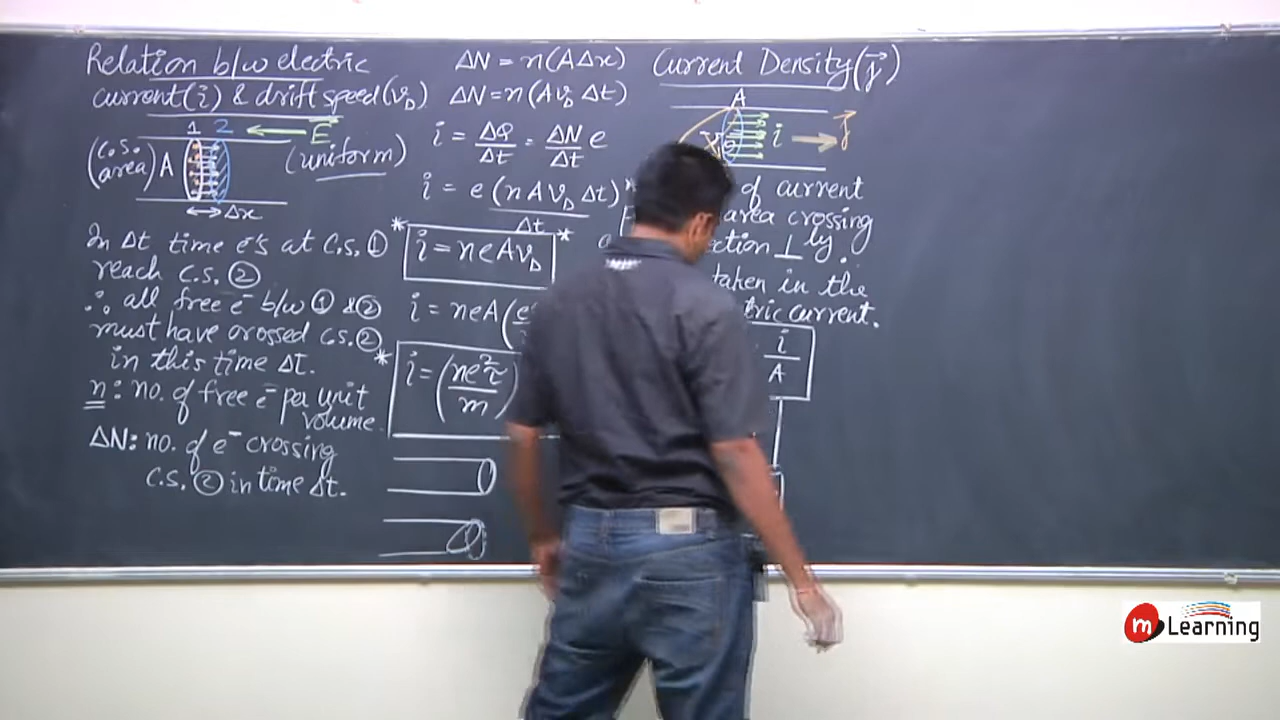 Relation b/w electric
current(i) & drift speed(v_D)
1 2 E⃗
(C.S. area) A (uniform)
Δx
In Δt time e⁻s at C.S. ①
reach C.S. ②
∴ all free e⁻ b/w ① & ②
must have crossed C.S. ②
in this time Δt.
n : no. of free e⁻ per unit
volume.
ΔN: no. of e⁻ crossing
C.S. ② in time Δt.
ΔN = n(AΔx)
ΔN = n(Av_D Δt)
i = ΔQ/Δt = ΔN/Δt e
i = e (nAv_D Δt)/Δt
* i = neAv_D *
i = neA(
* i = (ne²τ/m)
Current Density(j⃗)
A
i j⃗
of current
area crossing
section ⊥ly.
taken in the
tric current.
i/A
m Learning